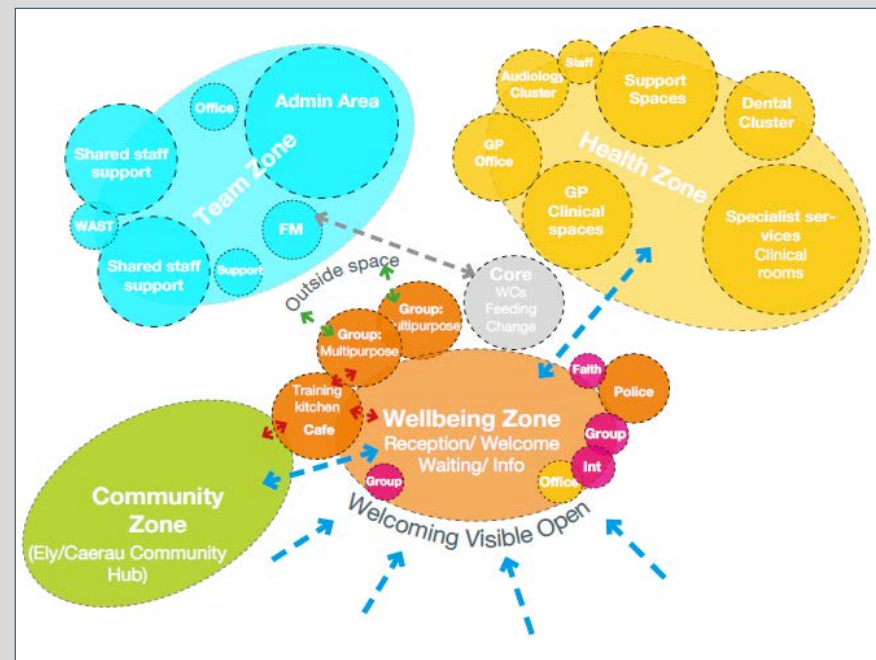 Office
Admin Area
Shared staff
support
Team Zone
WAST
FM
Shared staff
support
Support
Audiology
Cluster
Staff
Support
Spaces
Dental
Cluster
GP
Office
Health Zone
GP
Clinical
spaces
Specialist ser-
vices
Clinical
rooms
Outside space
Core
WCs
Feeding
Change
Group:
Multipurpose
Group:
Multipurpose
Training
kitchen
Cafe
Wellbeing Zone
Reception/ Welcome
Waiting/ Info
Faith
Police
Group
Int
Office
Group
Welcoming Visible Open
Community
Zone
(Ely/Caerau Community
Hub)